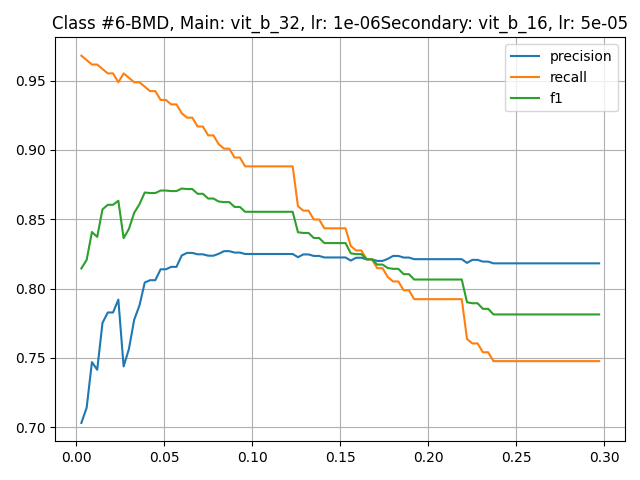 Class #6-BMD, Main: vit_b_32, lr: 1e-06Secondary: vit_b_16, lr: 5e-05
precision
recall
f1
0.95
0.90
0.85
0.80
0.75
0.70
0.00 0.05 0.10 0.15 0.20 0.25 0.30